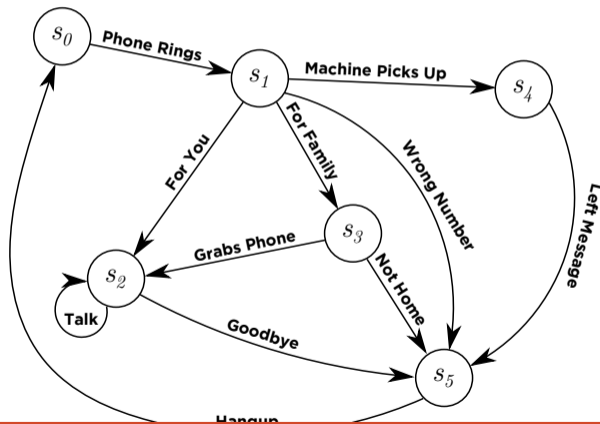 s0
Phone Rings
s1
Machine Picks Up
s4
For You
For Family
Wrong Number
Left Message
s3
Grabs Phone
Not Home
s2
Talk
Goodbye
s5
Hangup